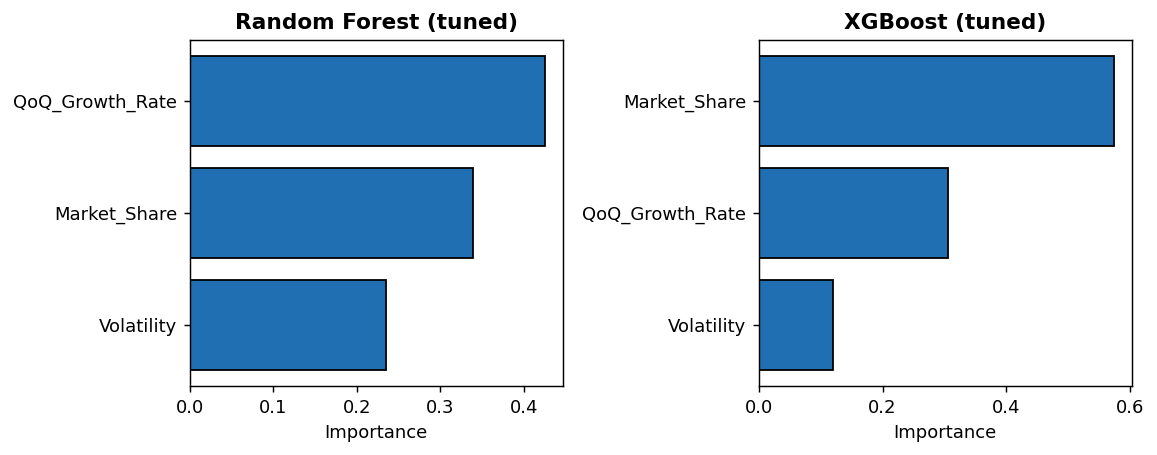 Random Forest (tuned)
QoQ_Growth_Rate
Market_Share
Volatility
0.0 0.1 0.2 0.3 0.4
Importance
XGBoost (tuned)
Market_Share
QoQ_Growth_Rate
Volatility
0.0 0.2 0.4 0.6
Importance